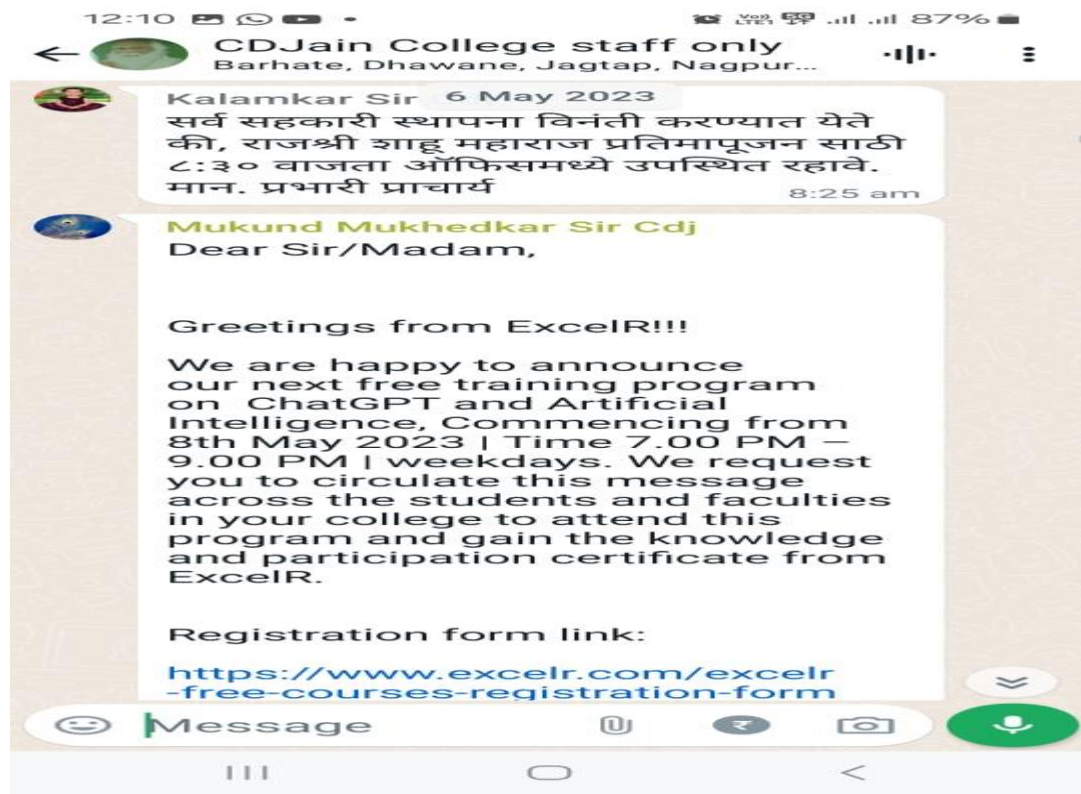 12:10
Vo)) LTE1 5G 87%
CDJain College staff only
Barhate, Dhawane, Jagtap, Nagpur...
Kalamkar Sir 6 May 2023
सर्व सहकारी स्थापना विनंती करण्यात येते
की, राजश्री शाहू महाराज प्रतिमापूजन साठी
८:३० वाजता ऑफिसमध्ये उपस्थित रहावे.
मान. प्रभारी प्राचार्य
8:25 am
Mukund Mukhedkar Sir Cdj
Dear Sir/Madam,
Greetings from ExcelR!!!
We are happy to announce
our next free training program
on ChatGPT and Artificial
Intelligence, Commencing from
8th May 2023 | Time 7.00 PM –
9.00 PM | weekdays. We request
you to circulate this message
across the students and faculties
in your college to attend this
program and gain the knowledge
and participation certificate from
ExcelR.
Registration form link:
https://www.excelr.com/excelr
-free-courses-registration-form
Message